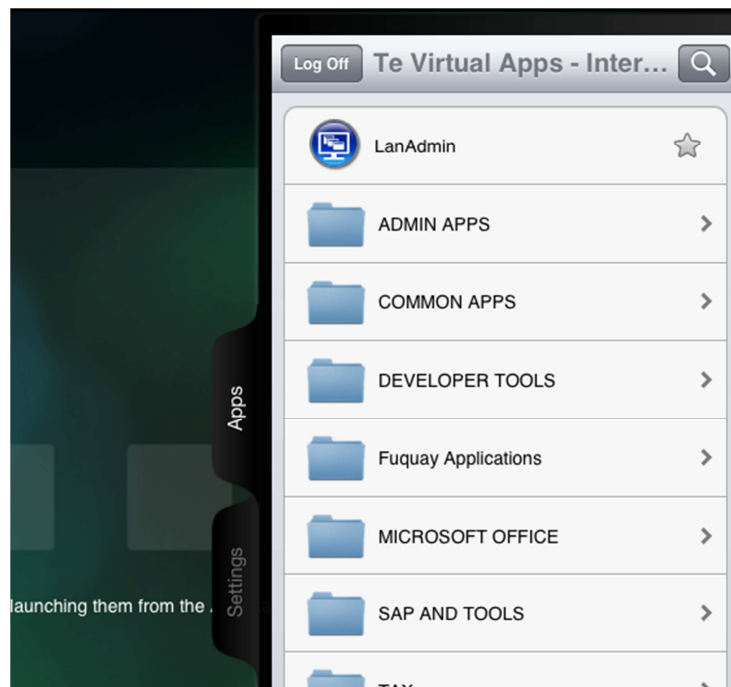 Log Off
Te Virtual Apps - Inter...
LanAdmin
ADMIN APPS
COMMON APPS
DEVELOPER TOOLS
Apps
Fuquay Applications
MICROSOFT OFFICE
Settings
launching them from the
SAP AND TOOLS
TAX